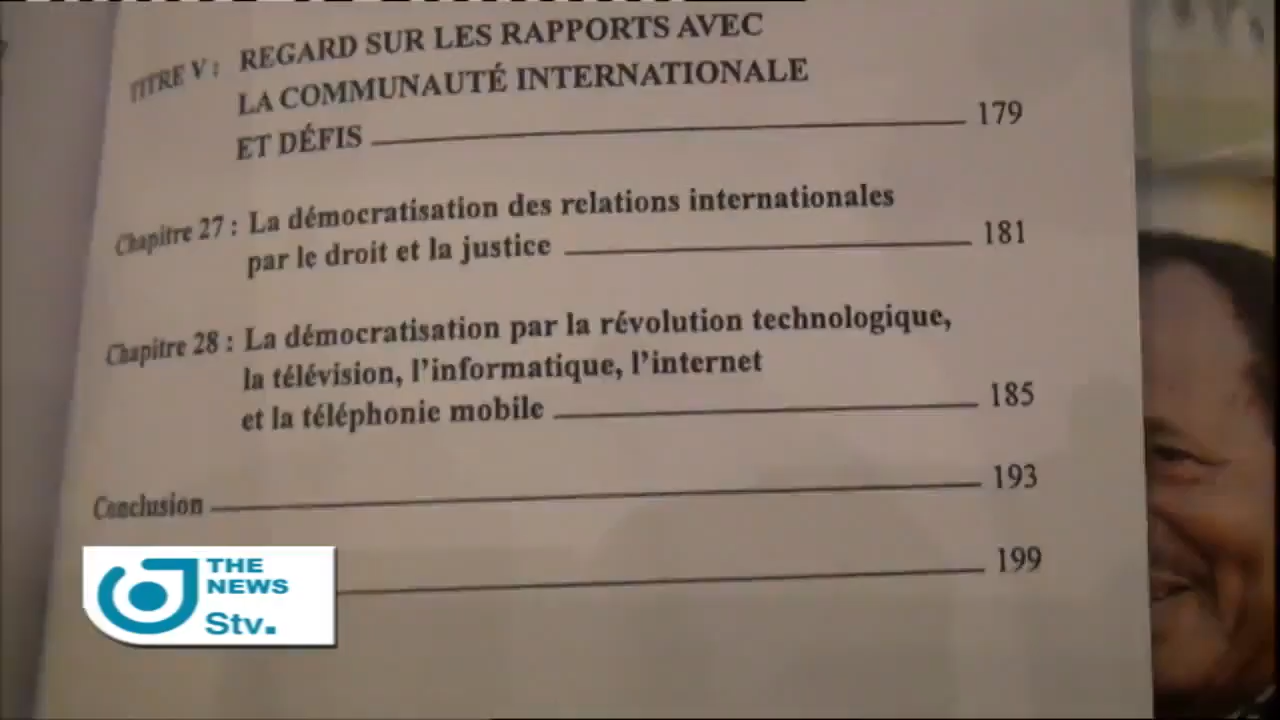 TITRE V : REGARD SUR LES RAPPORTS AVEC
LA COMMUNAUTÉ INTERNATIONALE
ET DÉFIS 179
Chapitre 27 : La démocratisation des relations internationales
par le droit et la justice 181
Chapitre 28 : La démocratisation par la révolution technologique,
la télévision, l'informatique, l'internet
et la téléphonie mobile 185
Conclusion 193
199
THE
NEWS
Stv.